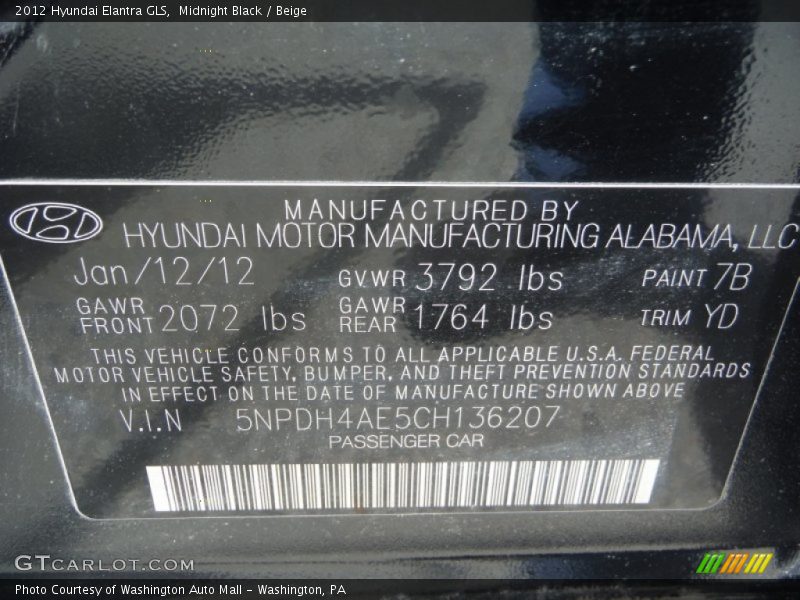 2012 Hyundai Elantra GLS,  Midnight Black / Beige
MANUFACTURED BY
HYUNDAI MOTOR MANUFACTURING ALABAMA, LLC
Jan/12/12 GVWR 3792 lbs PAINT 7B
GAWR FRONT 2072 lbs GAWR REAR 1764 lbs TRIM YD
THIS VEHICLE CONFORMS TO ALL APPLICABLE U.S.A. FEDERAL
MOTOR VEHICLE SAFETY, BUMPER, AND THEFT PREVENTION STANDARDS
IN EFFECT ON THE DATE OF MANUFACTURE SHOWN ABOVE
V.I.N 5NPDH4AE5CH136207
PASSENGER CAR
GTCARLOT.COM
Photo Courtesy of Washington Auto Mall - Washington, PA